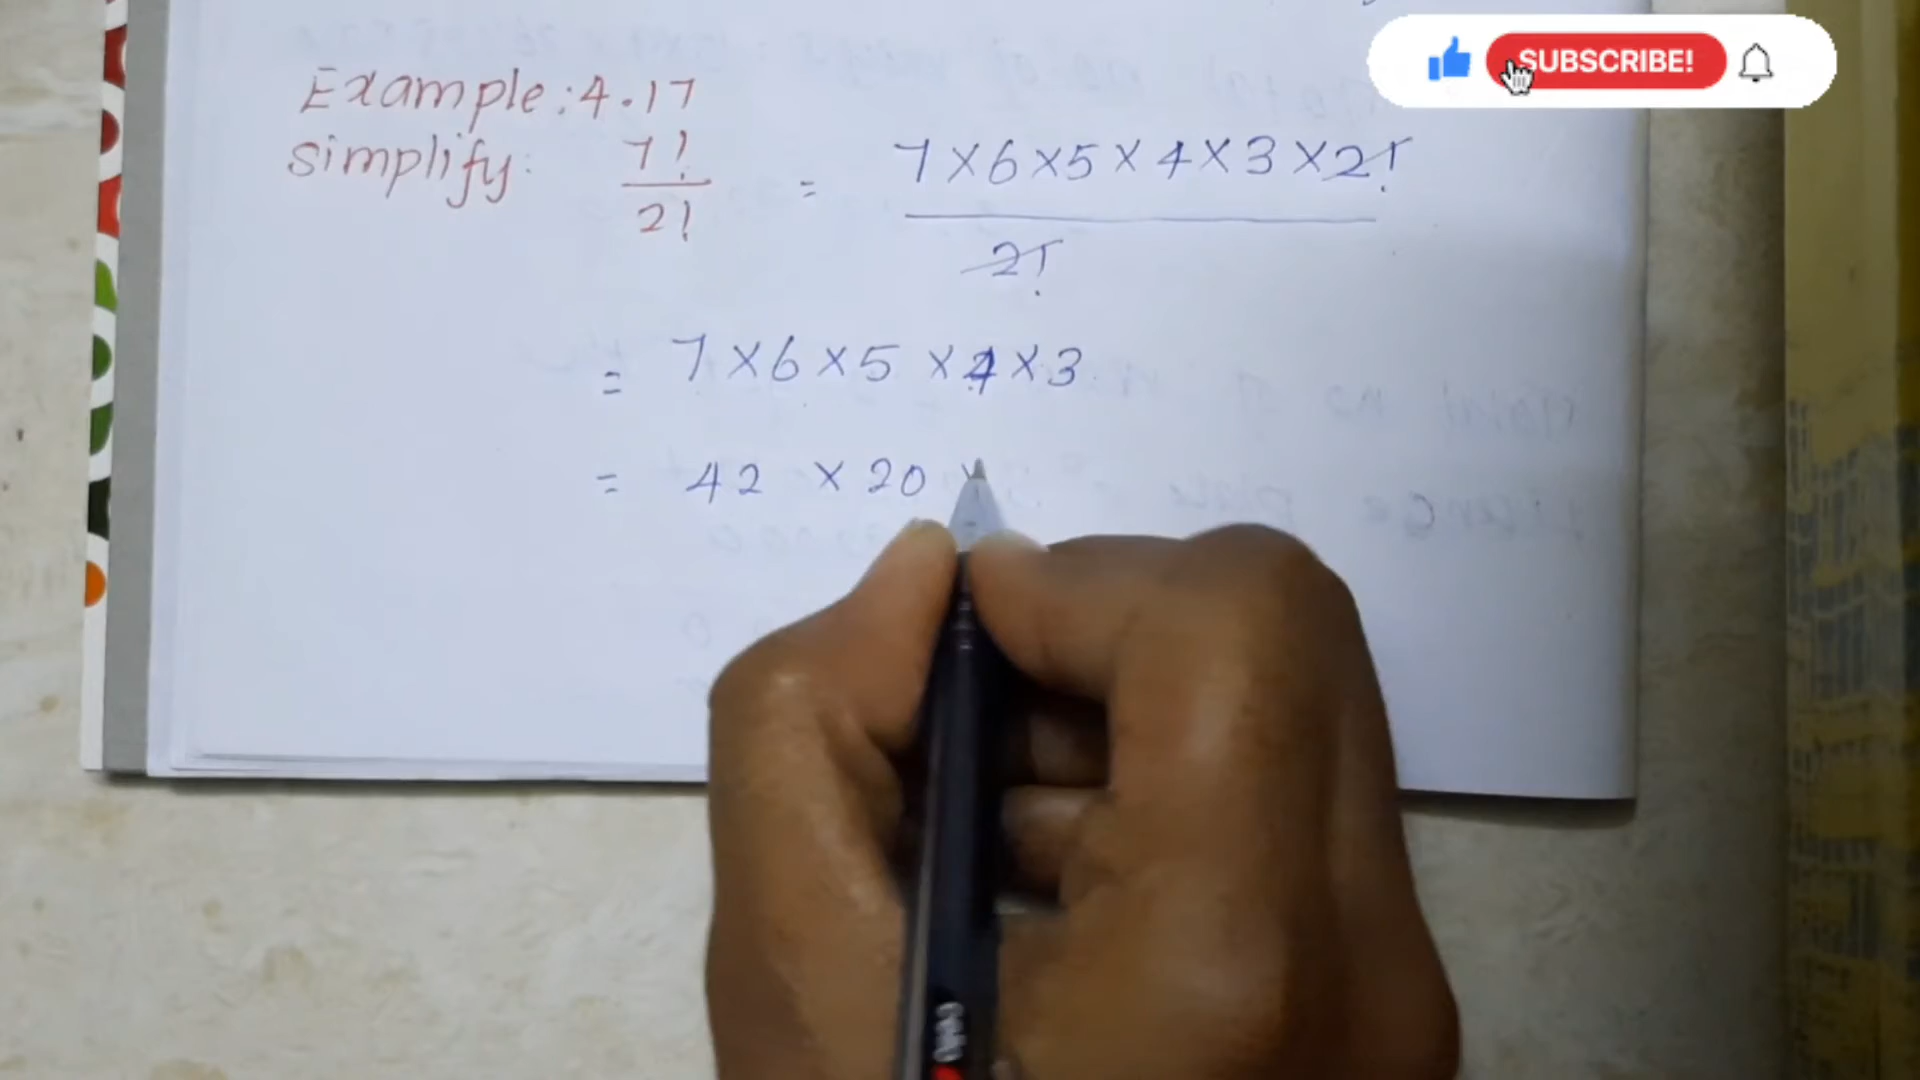 SUBSCRIBE!
Example: 4.17
Simplify: 7!/2! = 7×6×5×4×3×2!/2!
= 7×6×5×4×3
= 42 × 20 ×
cello